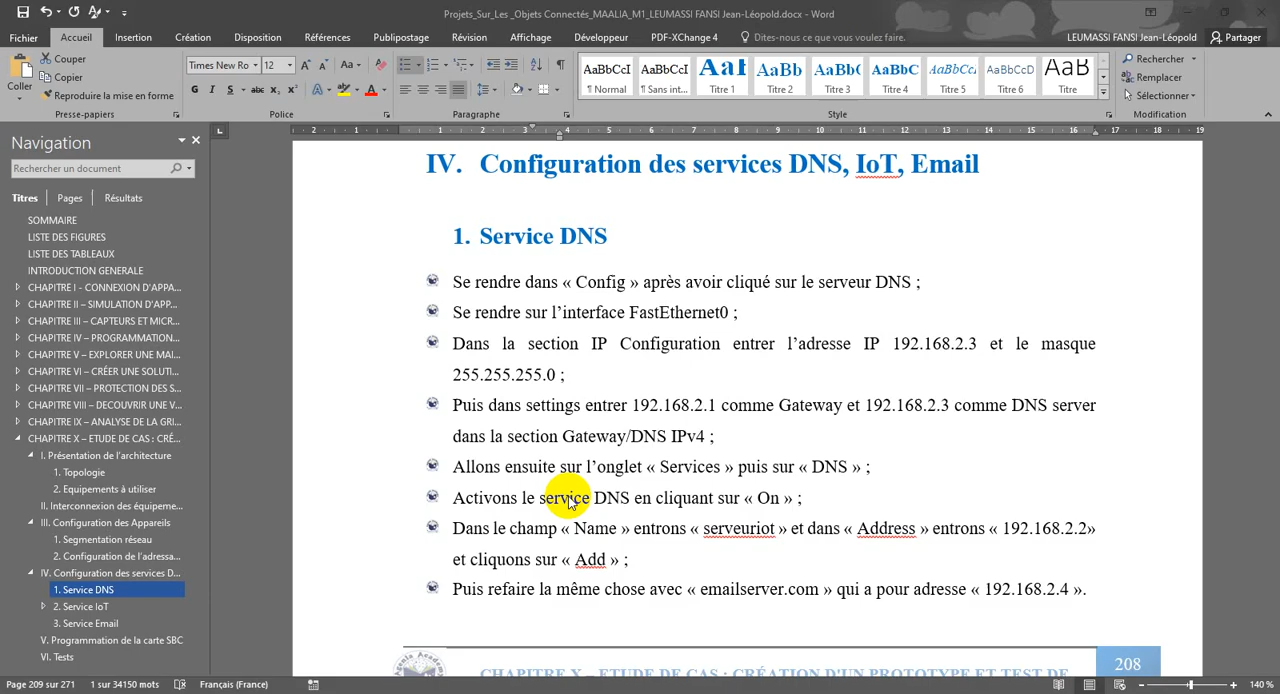 Projets_Sur_Les _Objets Connectés_MAALIA_M1_LEUMASSI FANSI Jean-Léopold.docx - Word
Fichier Accueil Insertion Création Disposition Références Publipostage Révision Affichage Développeur PDF-XChange 4 Dites-nous ce que vous voulez faire. LEUMASSI FANSI Jean-Léopold Partager
Couper
Copier
Reproduire la mise en forme
Coller
Times New Ro 12
AaBbCcI AaBbCcI AaBb AaBb AaBb( AaBbC AaBbCc AaBbCcD AaB
¶ Normal ¶ Sans int... Titre 1 Titre 2 Titre 3 Titre 4 Titre 5 Titre 6 Titre
Rechercher
Remplacer
Sélectionner
Presse-papiers Police Paragraphe Style Modification
Navigation
Rechercher un document
Titres Pages Résultats
SOMMAIRE
LISTE DES FIGURES
LISTE DES TABLEAUX
INTRODUCTION GENERALE
CHAPITRE I - CONNEXION D'APPA...
CHAPITRE II – SIMULATION D'APP...
CHAPITRE III – CAPTEURS ET MICR...
CHAPITRE IV – PROGRAMMATION...
CHAPITRE V – EXPLORER UNE MAI...
CHAPITRE VI – CRÉER UNE SOLUTI...
CHAPITRE VII – PROTECTION DES S...
CHAPITRE VIII – DECOUVRIR UNE V...
CHAPITRE IX – ANALYSE DE LA GRI...
CHAPITRE X – ETUDE DE CAS : CRÉ...
I. Présentation de l'architecture
1. Topologie
2. Equipements à utiliser
II. Interconnexion des équipeme...
III. Configuration des Appareils
1. Segmentation réseau
2. Configuration de l'adressa...
IV. Configuration des services D...
1. Service DNS
2. Service IoT
3. Service Email
V. Programmation de la carte SBC
VI. Tests
IV. Configuration des services DNS, IoT, Email
1. Service DNS
Se rendre dans « Config » après avoir cliqué sur le serveur DNS ;
Se rendre sur l'interface FastEthernet0 ;
Dans la section IP Configuration entrer l'adresse IP 192.168.2.3 et le masque
255.255.255.0 ;
Puis dans settings entrer 192.168.2.1 comme Gateway et 192.168.2.3 comme DNS server
dans la section Gateway/DNS IPv4 ;
Allons ensuite sur l'onglet « Services » puis sur « DNS » ;
Activons le service DNS en cliquant sur « On » ;
Dans le champ « Name » entrons « serveuriot » et dans « Address » entrons « 192.168.2.2»
et cliquons sur « Add » ;
Puis refaire la même chose avec « emailserver.com » qui a pour adresse « 192.168.2.4 ».
CHAPITRE X – ETUDE DE CAS : CRÉATION D'UN PROTOTYPE ET TEST DE
208
Page 209 sur 271 1 sur 34150 mots Français (France) 140 %